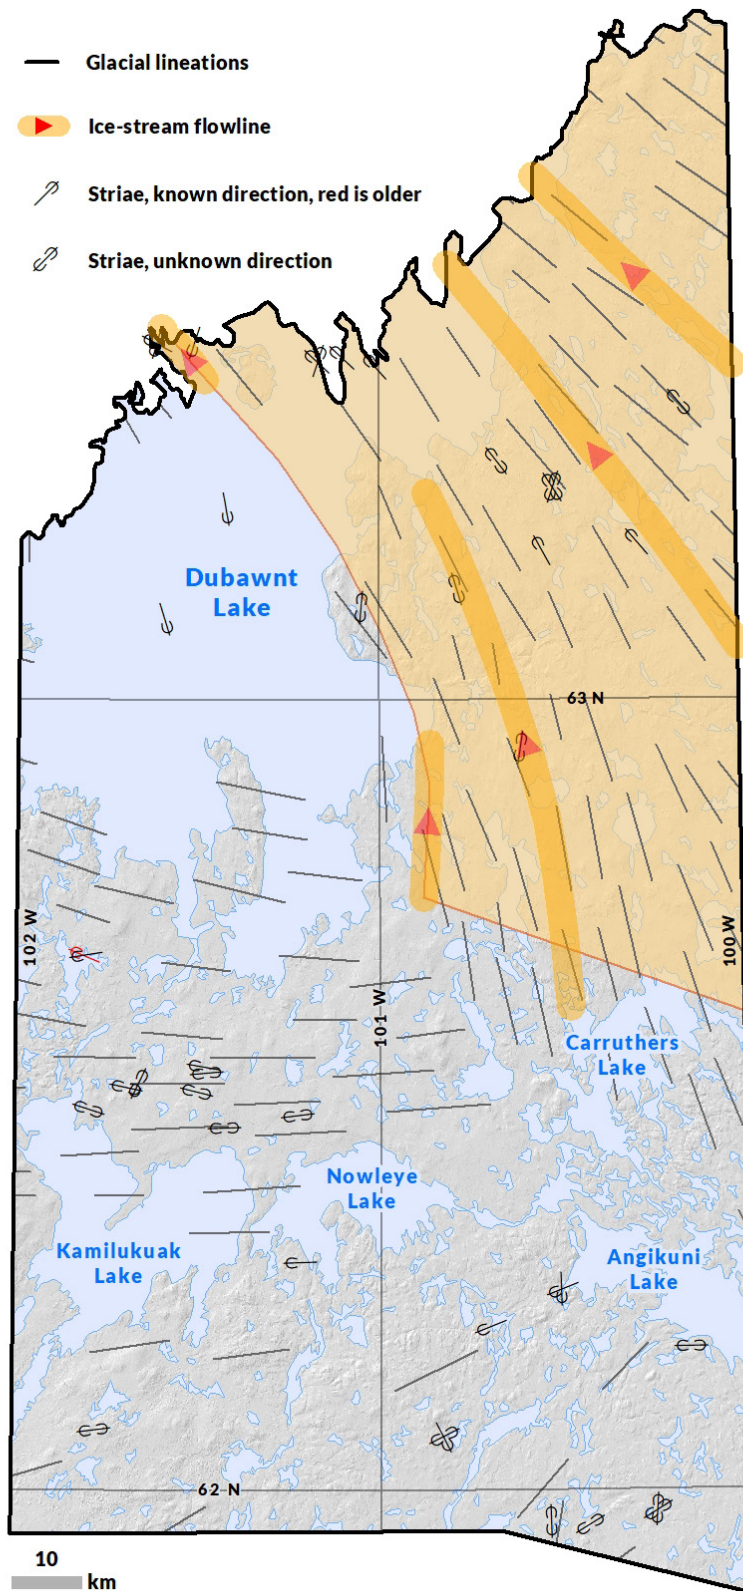 Glacial lineations
Ice-stream flowline
Striae, known direction, red is older
Striae, unknown direction
Dubawnt
Lake
63 N
102 W
101 W
100 W
Carruthers
Lake
Nowleye
Lake
Kamilukuak
Lake
Angikuni
Lake
62 N
10
km